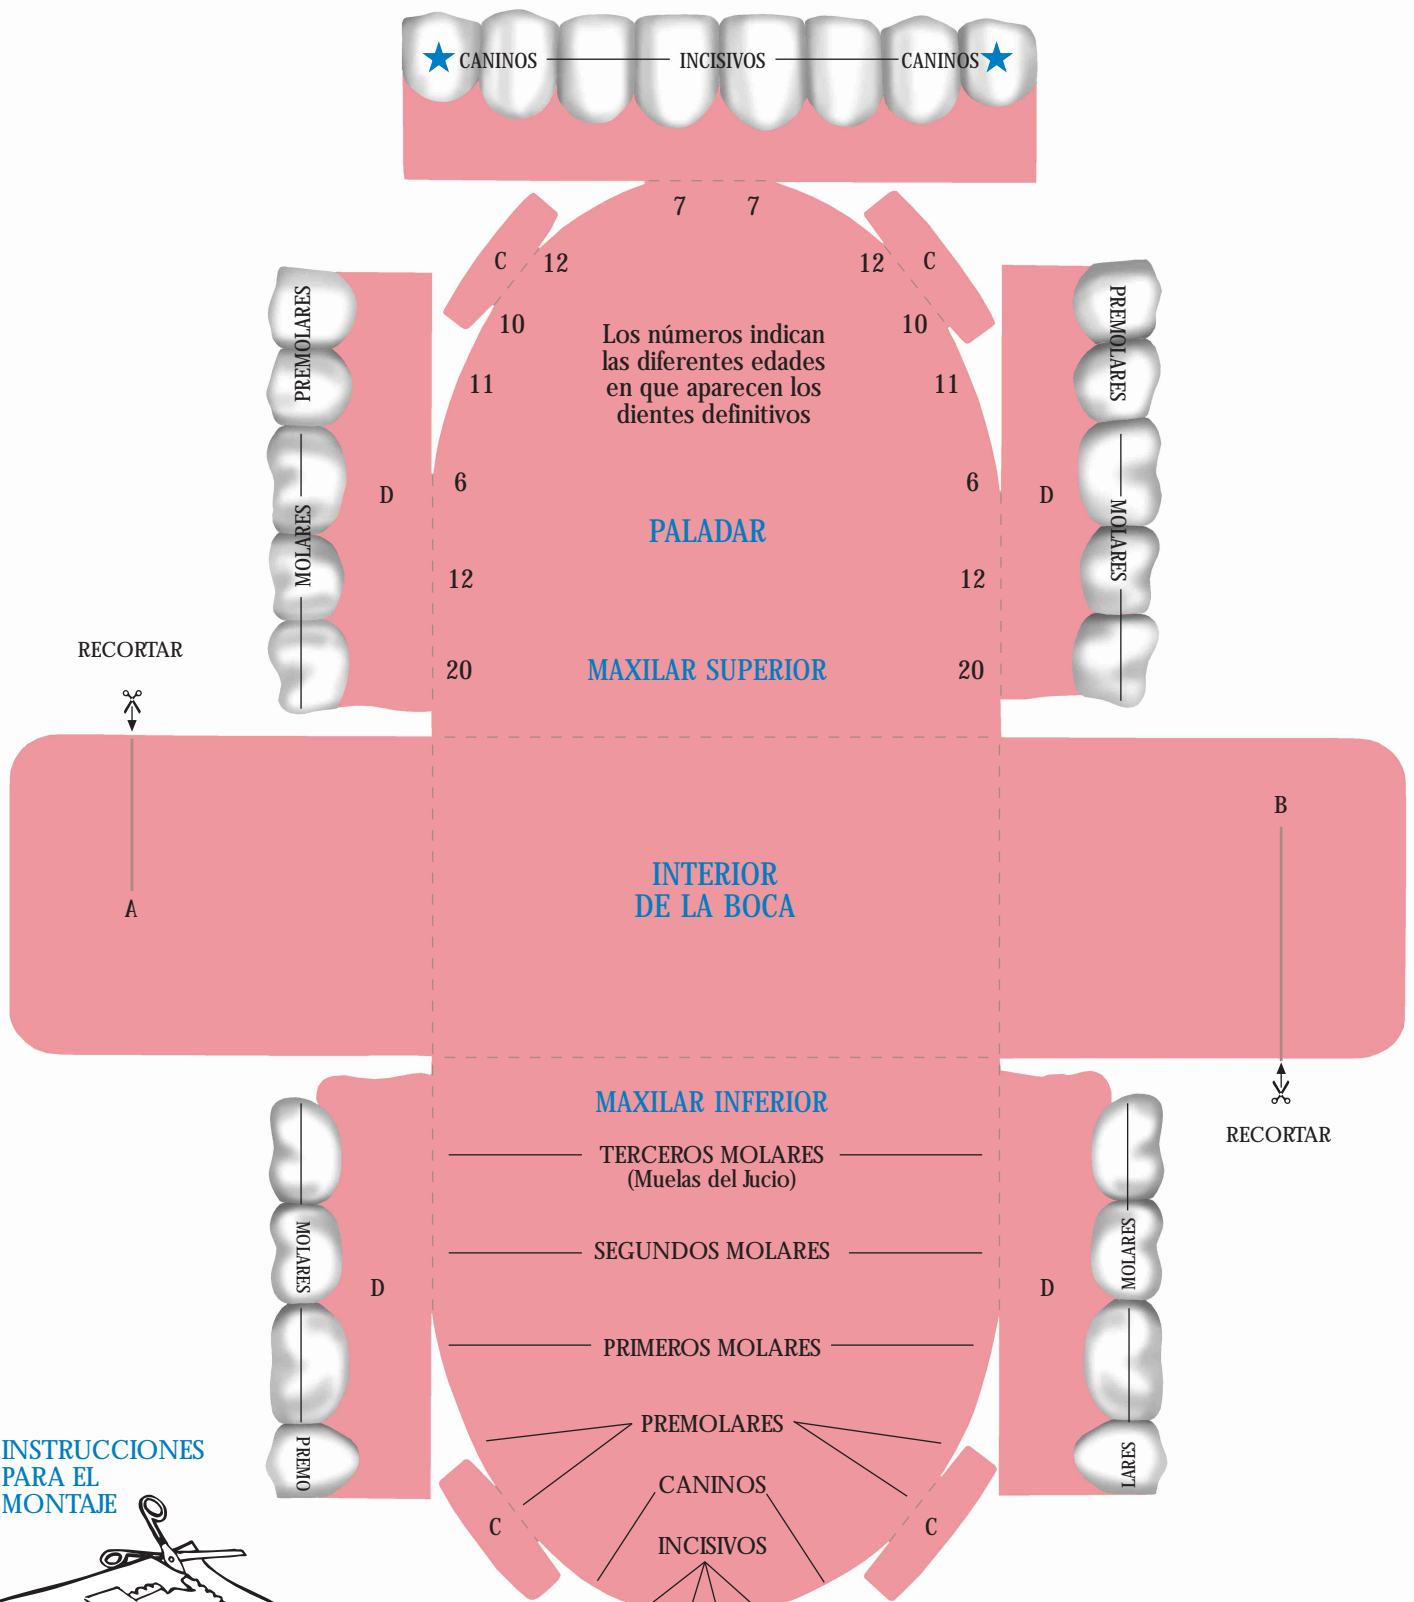 CANINOS INCISIVOS CANINOS
7 7
C 12 12 C
10 10
Los números indican
las diferentes edades
en que aparecen los
dientes definitivos
11 11
PREMOLARES
PREMOLARES
6 6
D D
PALADAR
MOLARES
MOLARES
12 12
RECORTAR
20 MAXILAR SUPERIOR 20
B
INTERIOR
DE LA BOCA
A
MAXILAR INFERIOR
RECORTAR
TERCEROS MOLARES
(Muelas del Jucio)
MOLARES
SEGUNDOS MOLARES
MOLARES
D D
PRIMEROS MOLARES
PREMOLARES
PREMO
LARES
INSTRUCCIONES
PARA EL
MONTAJE
CANINOS
C C
INCISIVOS